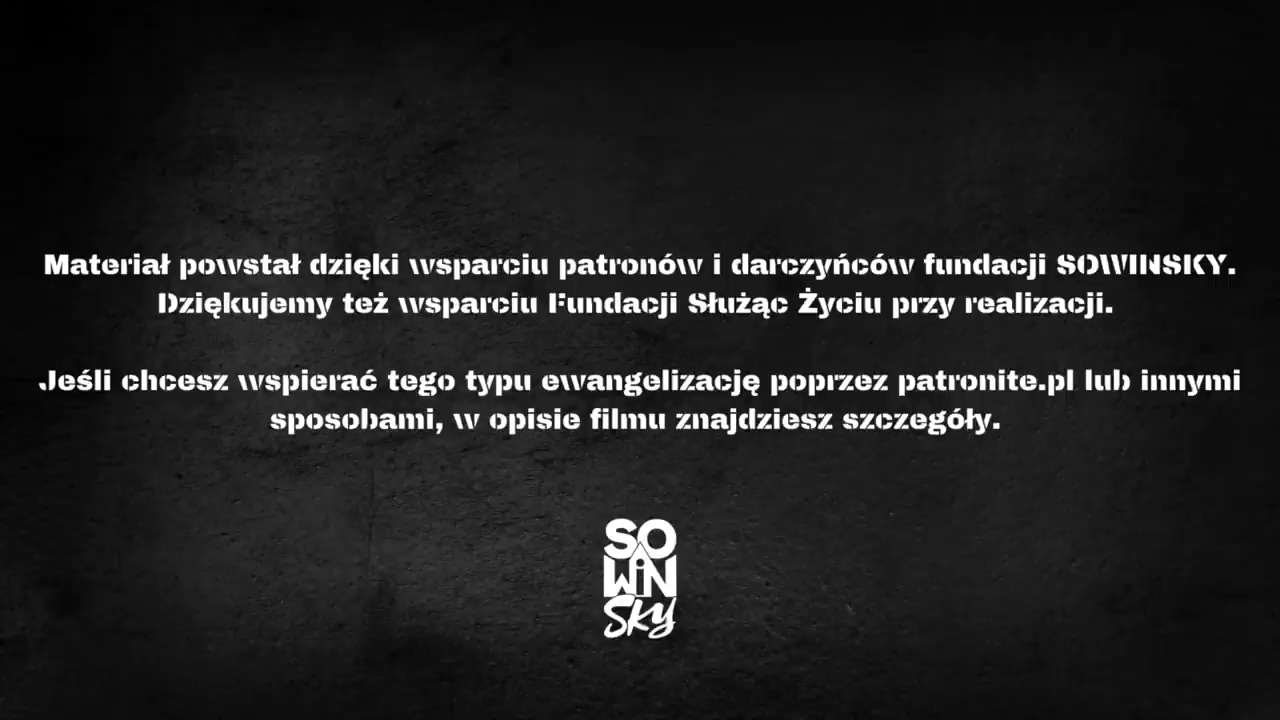 Materiał powstał dzięki wsparciu patronów i darczyńców fundacji SOWINSKY.
Dziękujemy też wsparciu Fundacji Służąc Życiu przy realizacji.
Jeśli chcesz wspierać tego typu ewangelizację poprzez patronite.pl lub innymi
sposobami, w opisie filmu znajdziesz szczegóły.
SO
WiN
Sky